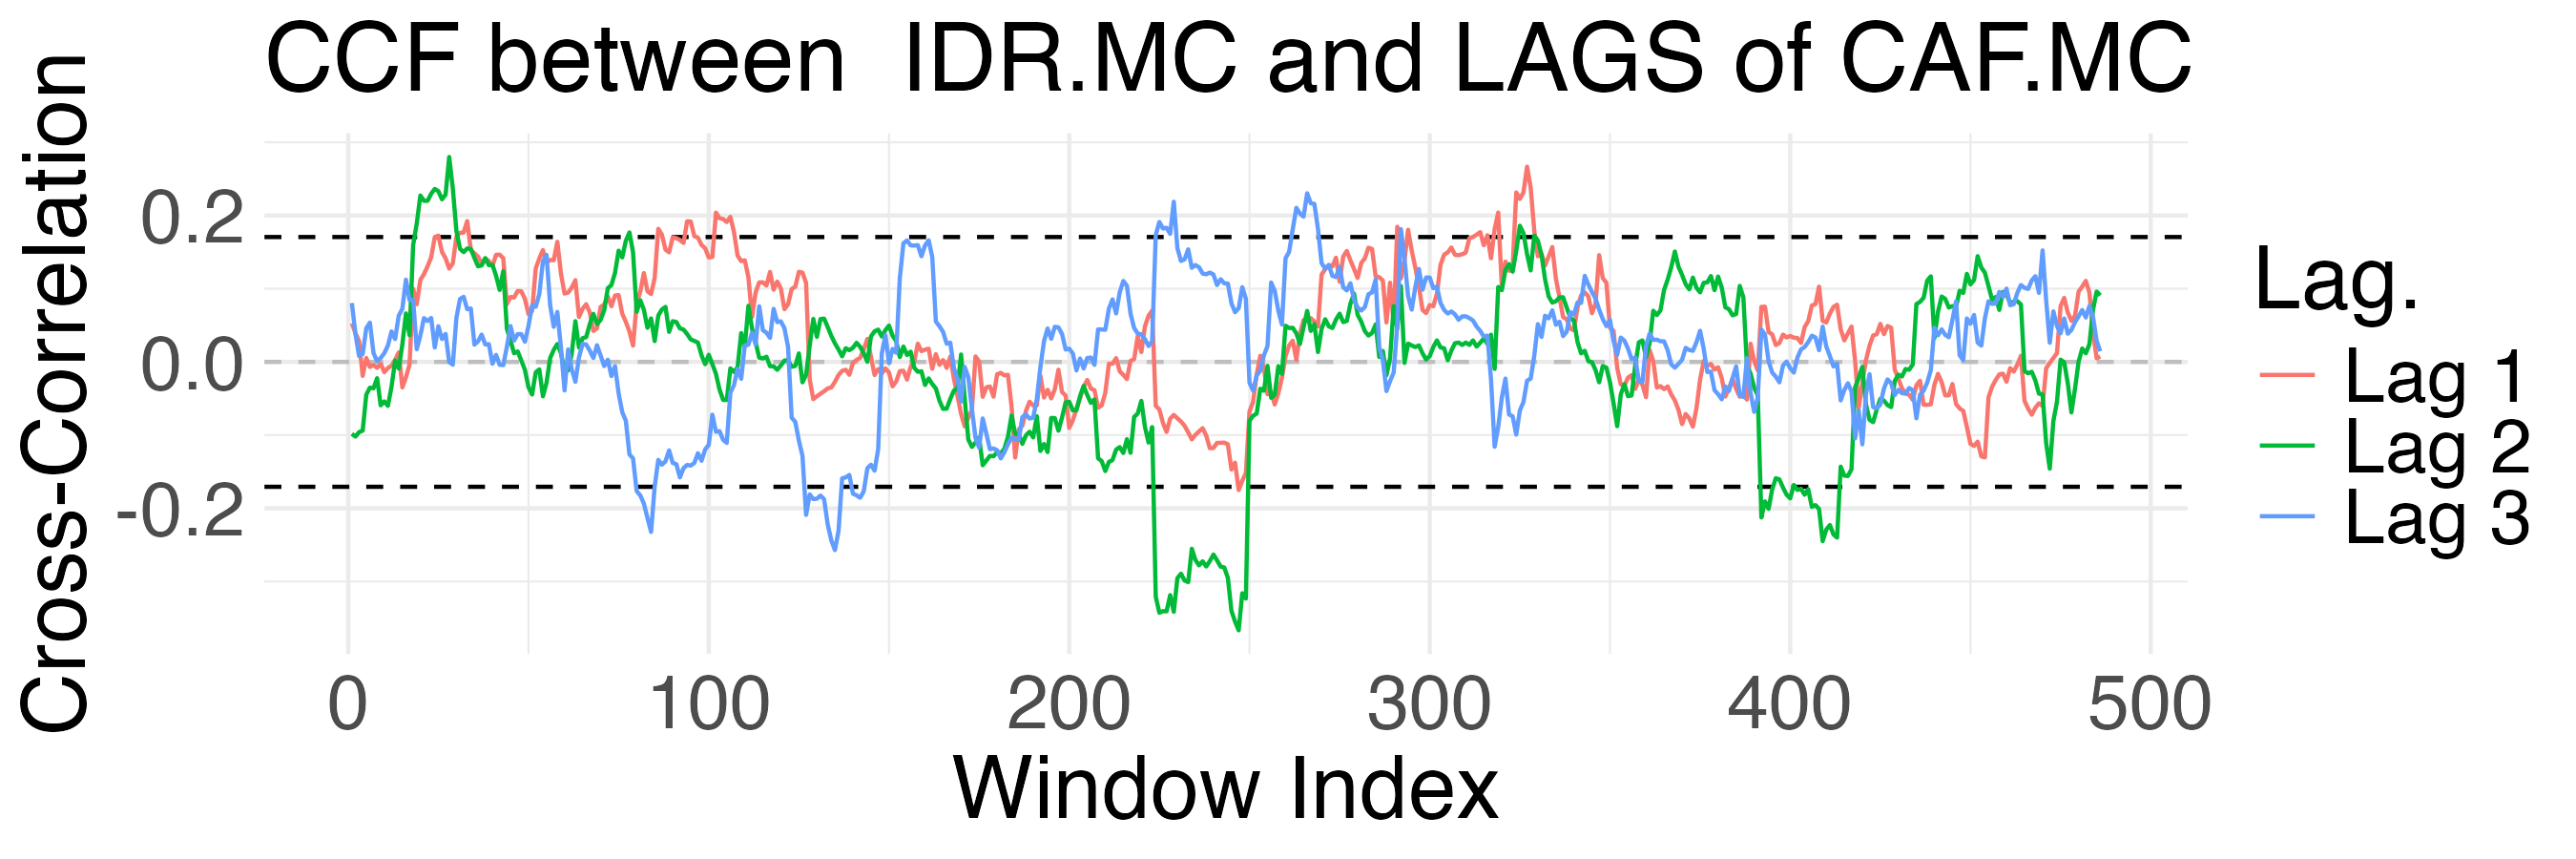 CCF between  IDR.MC and LAGS of CAF.MC
Cross-Correlation
0.2
0.0
-0.2
0 100 200 300 400 500
Window Index
Lag.
Lag 1
Lag 2
Lag 3